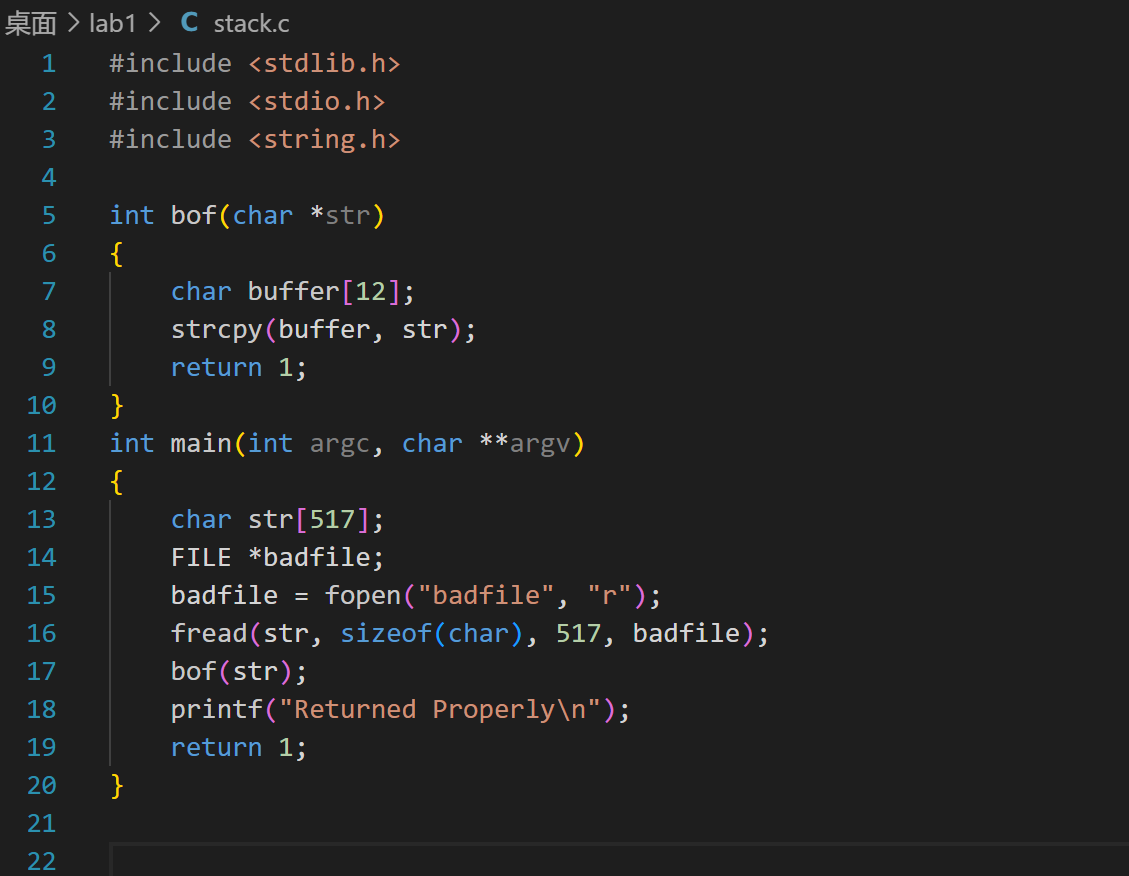 桌面 > lab1 > C stack.c
1 #include <stdlib.h>
2 #include <stdio.h>
3 #include <string.h>
4
5 int bof(char *str)
6 {
7     char buffer[12];
8     strcpy(buffer, str);
9     return 1;
10 }
11 int main(int argc, char **argv)
12 {
13     char str[517];
14     FILE *badfile;
15     badfile = fopen("badfile", "r");
16     fread(str, sizeof(char), 517, badfile);
17     bof(str);
18     printf("Returned Properly\n");
19     return 1;
20 }
21
22